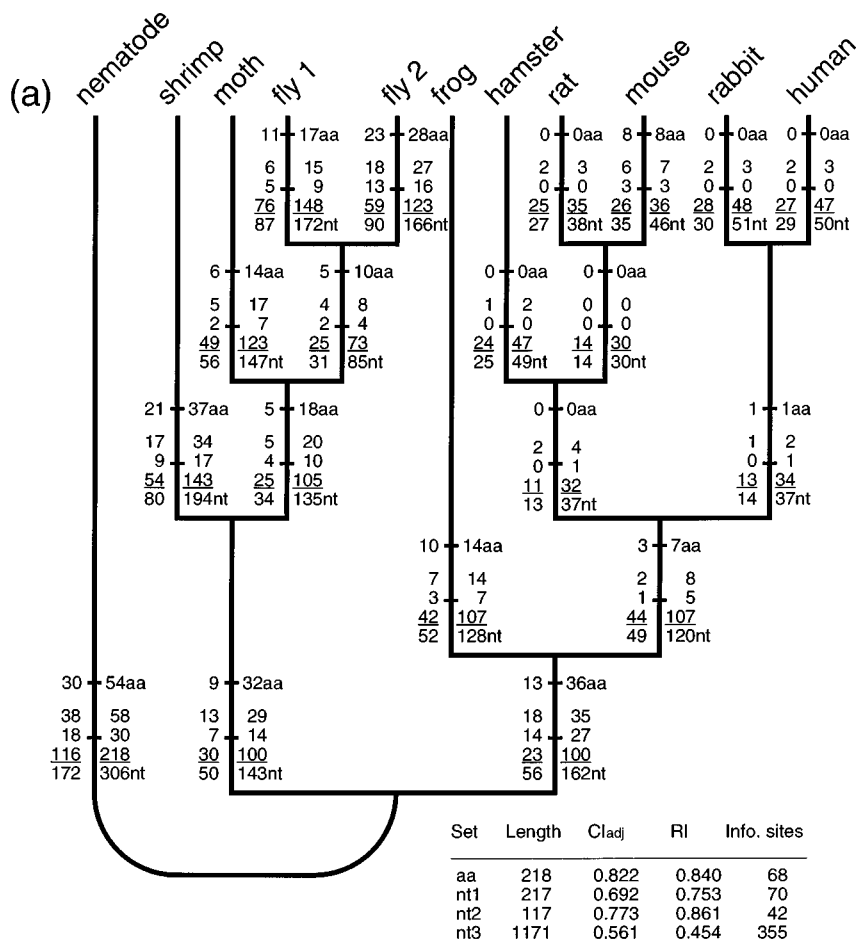 (a)
nematode
shrimp
moth
fly 1
fly 2
frog
hamster
rat
mouse
rabbit
human
11 17aa
6 15
5 9
76 148
87 172nt
23 28aa
18 27
13 16
59 123
90 166nt
0 0aa
2 3
0 0
25 35
27 38nt
8 8aa
6 7
3 3
26 36
35 46nt
0 0aa
2 3
0 0
28 48
30 51nt
0 0aa
2 3
0 0
27 47
29 50nt
6 14aa
5 17
2 7
49 123
56 147nt
5 10aa
4 8
2 4
25 73
31 85nt
0 0aa
1 2
0 0
24 47
25 49nt
0 0aa
0 0
0 0
14 30
14 30nt
21 37aa
17 34
9 17
54 143
80 194nt
5 18aa
5 20
4 10
25 105
34 135nt
0 0aa
2 4
0 1
11 32
13 37nt
1 1aa
1 2
0 1
13 34
14 37nt
10 14aa
7 14
3 7
42 107
52 128nt
3 7aa
2 8
1 5
44 107
49 120nt
30 54aa
38 58
18 30
116 218
172 306nt
9 32aa
13 29
7 14
30 100
50 143nt
13 36aa
18 35
14 27
23 100
56 162nt
Set Length CIadj RI Info. sites
aa 218 0.822 0.840 68
nt1 217 0.692 0.753 70
nt2 117 0.773 0.861 42
nt3 1171 0.561 0.454 355